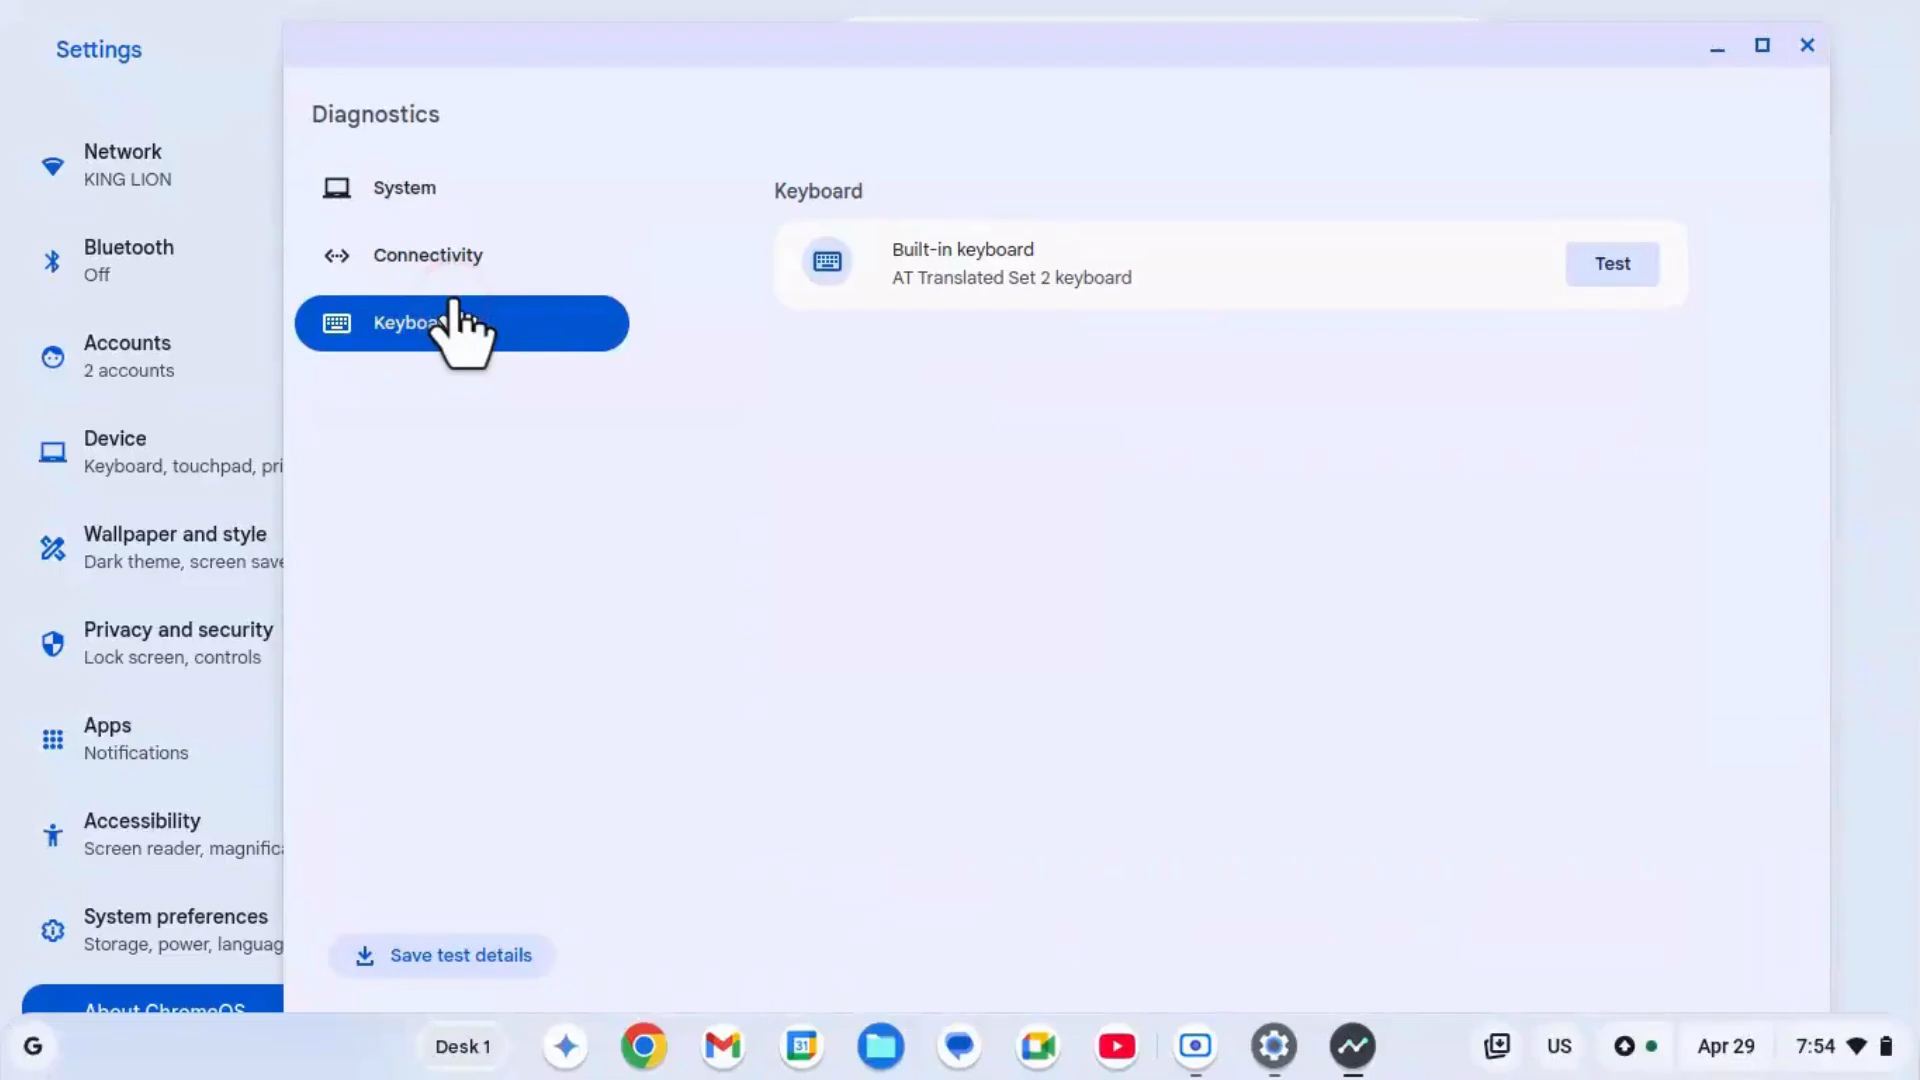 Settings
Network
KING LION
Bluetooth
Off
Accounts
2 accounts
Device
Keyboard, touchpad, pri
Wallpaper and style
Dark theme, screen save
Privacy and security
Lock screen, controls
Apps
Notifications
Accessibility
Screen reader, magnific
System preferences
Storage, power, languag
About ChromeOS
Diagnostics
System
Connectivity
Keyboa
Keyboard
Built-in keyboard
AT Translated Set 2 keyboard
Test
Save test details
G
Desk 1
31
US
Apr 29
7:54